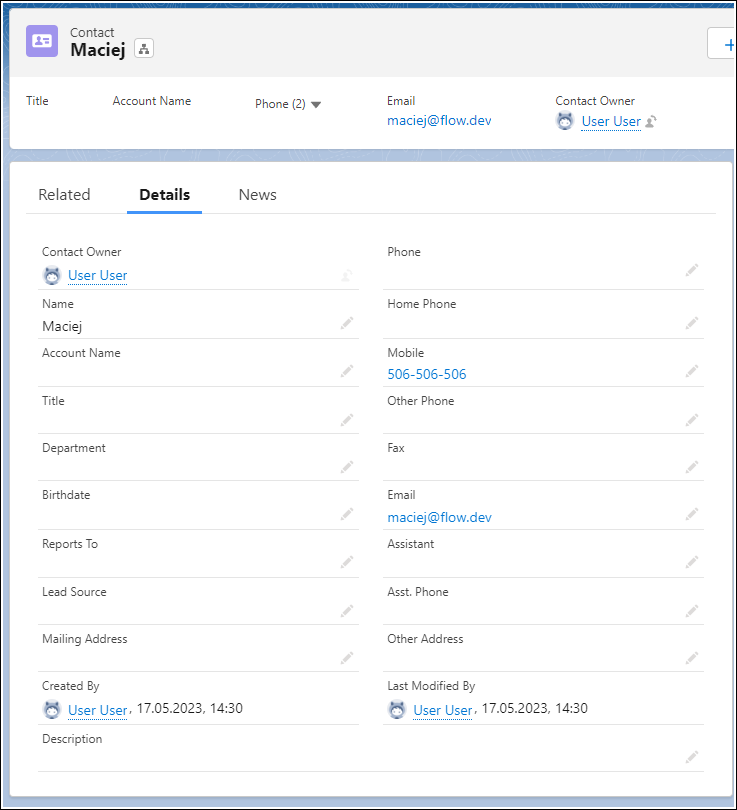 Contact
Maciej
Title Account Name Phone (2) Email Contact Owner
maciej@flow.dev User User
Related Details News
Contact Owner Phone
User User
Name Home Phone
Maciej
Account Name Mobile
506-506-506
Title Other Phone
Department Fax
Birthdate Email
maciej@flow.dev
Reports To Assistant
Lead Source Asst. Phone
Mailing Address Other Address
Created By Last Modified By
User User, 17.05.2023, 14:30 User User, 17.05.2023, 14:30
Description